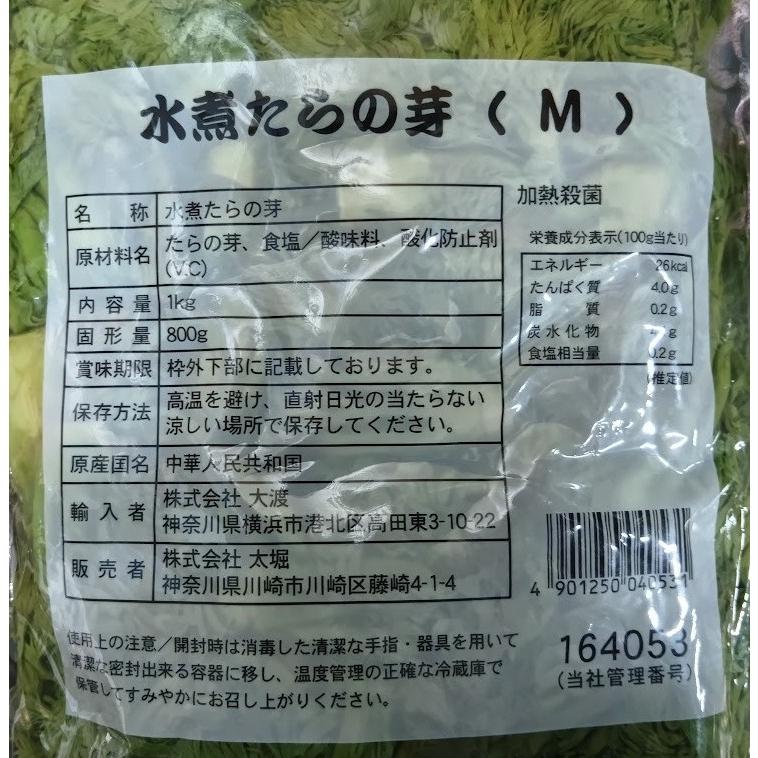 水煮たらの芽（M）
名称 水煮たらの芽
原材料名 たらの芽、食塩／酸味料、酸化防止剤
(V.C)
内容量 1kg
固形量 800g
賞味期限 枠外下部に記載しております。
保存方法 高温を避け、直射日光の当たらない
涼しい場所で保存してください。
原産国名 中華人民共和国
輸入者 株式会社 大渡
神奈川県横浜市港北区高田東3-10-22
販売者 株式会社 太堀
神奈川県川崎市川崎区藤崎4-1-4
加熱殺菌
栄養成分表示(100g当たり)
エネルギー 26kcal
たんぱく質 4.0g
脂質 0.2g
炭水化物
食塩相当量 0.2g
(推定値)
4 901250 040531
164053
(当社管理番号)
使用上の注意／開封時は消毒した清潔な手指・器具を用いて
清潔な密封出来る容器に移し、温度管理の正確な冷蔵庫で
保管してすみやかにお召し上がりください。